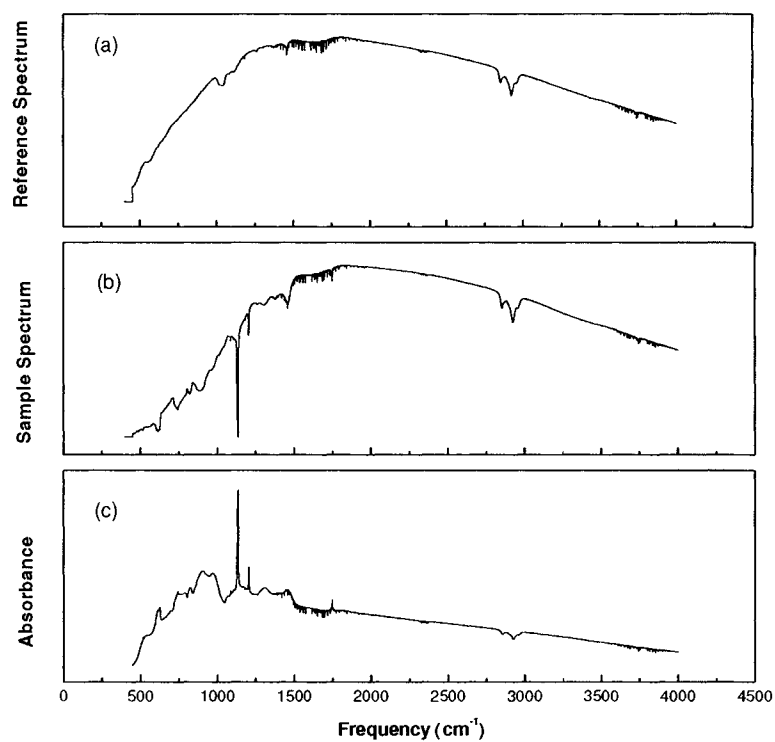 (a)
Reference Spectrum
(b)
Sample Spectrum
(c)
Absorbance
0 500 1000 1500 2000 2500 3000 3500 4000 4500
Frequency (cm⁻¹)